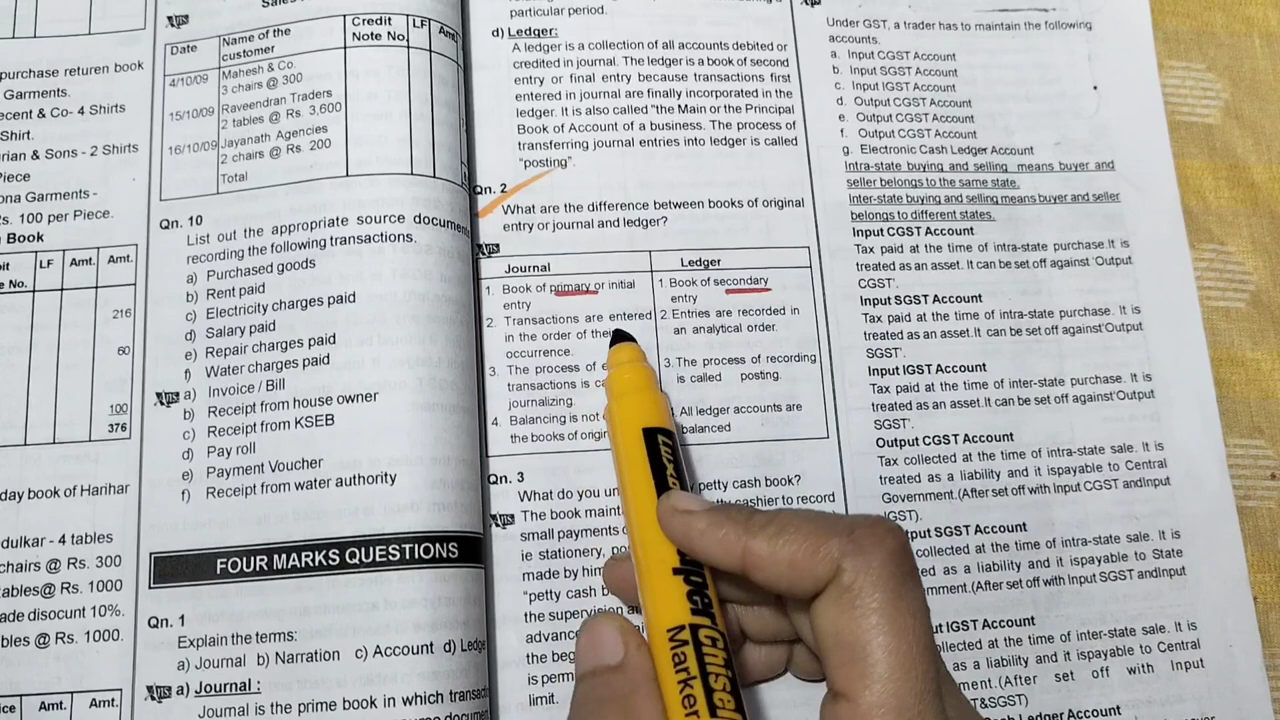 purchase returen book
Garments.
ecent & Co- 4 Shirts
Shirt.
rian & Sons - 2 Shirts
Piece
ona Garments -
s. 100 per Piece.
Book
it LF Amt. Amt.
No.
216
60
100
376
day book of Harihar
dulkar - 4 tables
chairs @ Rs. 300
tables@ Rs. 1000
ade disocunt 10%.
bles @ Rs. 1000.
ice Amt. Amt.
Ans
Date Name of the customer Credit Note No. LF Amt
4/10/09 Mahesh & Co.
3 chairs @ 300
15/10/09 Raveendran Traders
2 tables @ Rs. 3,600
16/10/09 Jayanath Agencies
2 chairs @ Rs. 200
Total
Qn. 10
List out the appropriate source docum
recording the following transactions.
a) Purchased goods
b) Rent paid
c) Electricity charges paid
d) Salary paid
e) Repair charges paid
f) Water charges paid
Ans a) Invoice / Bill
b) Receipt from house owner
c) Receipt from KSEB
d) Pay roll
e) Payment Voucher
f) Receipt from water authority
FOUR MARKS QUESTIONS
Qn. 1
Explain the terms:
a) Journal b) Narration c) Account d) Ledge
Ans a) Journal :
Journal is the prime book in which transac
particular period.
d) Ledger:
A ledger is a collection of all accounts debited or
credited in journal. The ledger is a book of second
entry or final entry because transactions first
entered in journal are finally incorporated in the
ledger. It is also called "the Main or the Principal
Book of Account of a business. The process of
transferring journal entries into ledger is called
"posting".
Qn. 2
What are the difference between books of original
entry or journal and ledger?
Ans
Journal Ledger
1. Book of primary or initial
entry
2. Transactions are entered
in the order of their
occurrence.
3. The process of
transactions is
journalizing.
4. Balancing is not
the books of
1. Book of secondary
entry
2. Entries are recorded in
an analytical order.
3. The process of recording
is called posting.
All ledger accounts are
balanced
Qn. 3
What do you petty cash book?
Ans The book cashier to record
small payments
ie stationery,
made by him
"petty cash
the supervision
advance
the
is
limit.
Luxor
Super Chisel
Marker
Ans
Under GST, a trader has to maintain the following
accounts.
a. Input CGST Account
b. Input SGST Account
c. Input IGST Account
d. Output CGST Account
e. Output CGST Account
f. Output CGST Account
g. Electronic Cash Ledger Account
Intra-state buying and selling means buyer and
seller belongs to the same state.
Inter-state buying and selling means buyer and seller
belongs to different states.
Input CGST Account
Tax paid at the time of intra-state purchase.It is
treated as an asset. It can be set off against 'Output
CGST'.
Input SGST Account
Tax paid at the time of intra-state purchase. It is
treated as an asset.It can be set off against'Output
SGST'.
Input IGST Account
Tax paid at the time of inter-state purchase. It is
treated as an asset.It can be set off against'Output
SGST'.
Output CGST Account
Tax collected at the time of intra-state sale. It is
treated as a liability and it ispayable to Central
Government.(After set off with Input CGST andInput
IGST).
tput SGST Account
collected at the time of intra-state sale. It is
ed as a liability and it ispayable to State
nment.(After set off with Input SGST andInput
ut IGST Account
ollected at the time of inter-state sale. It is
as a liability and it ispayable to Central
ment.(After set off with Input
T&SGST)
Cash Ledger Account